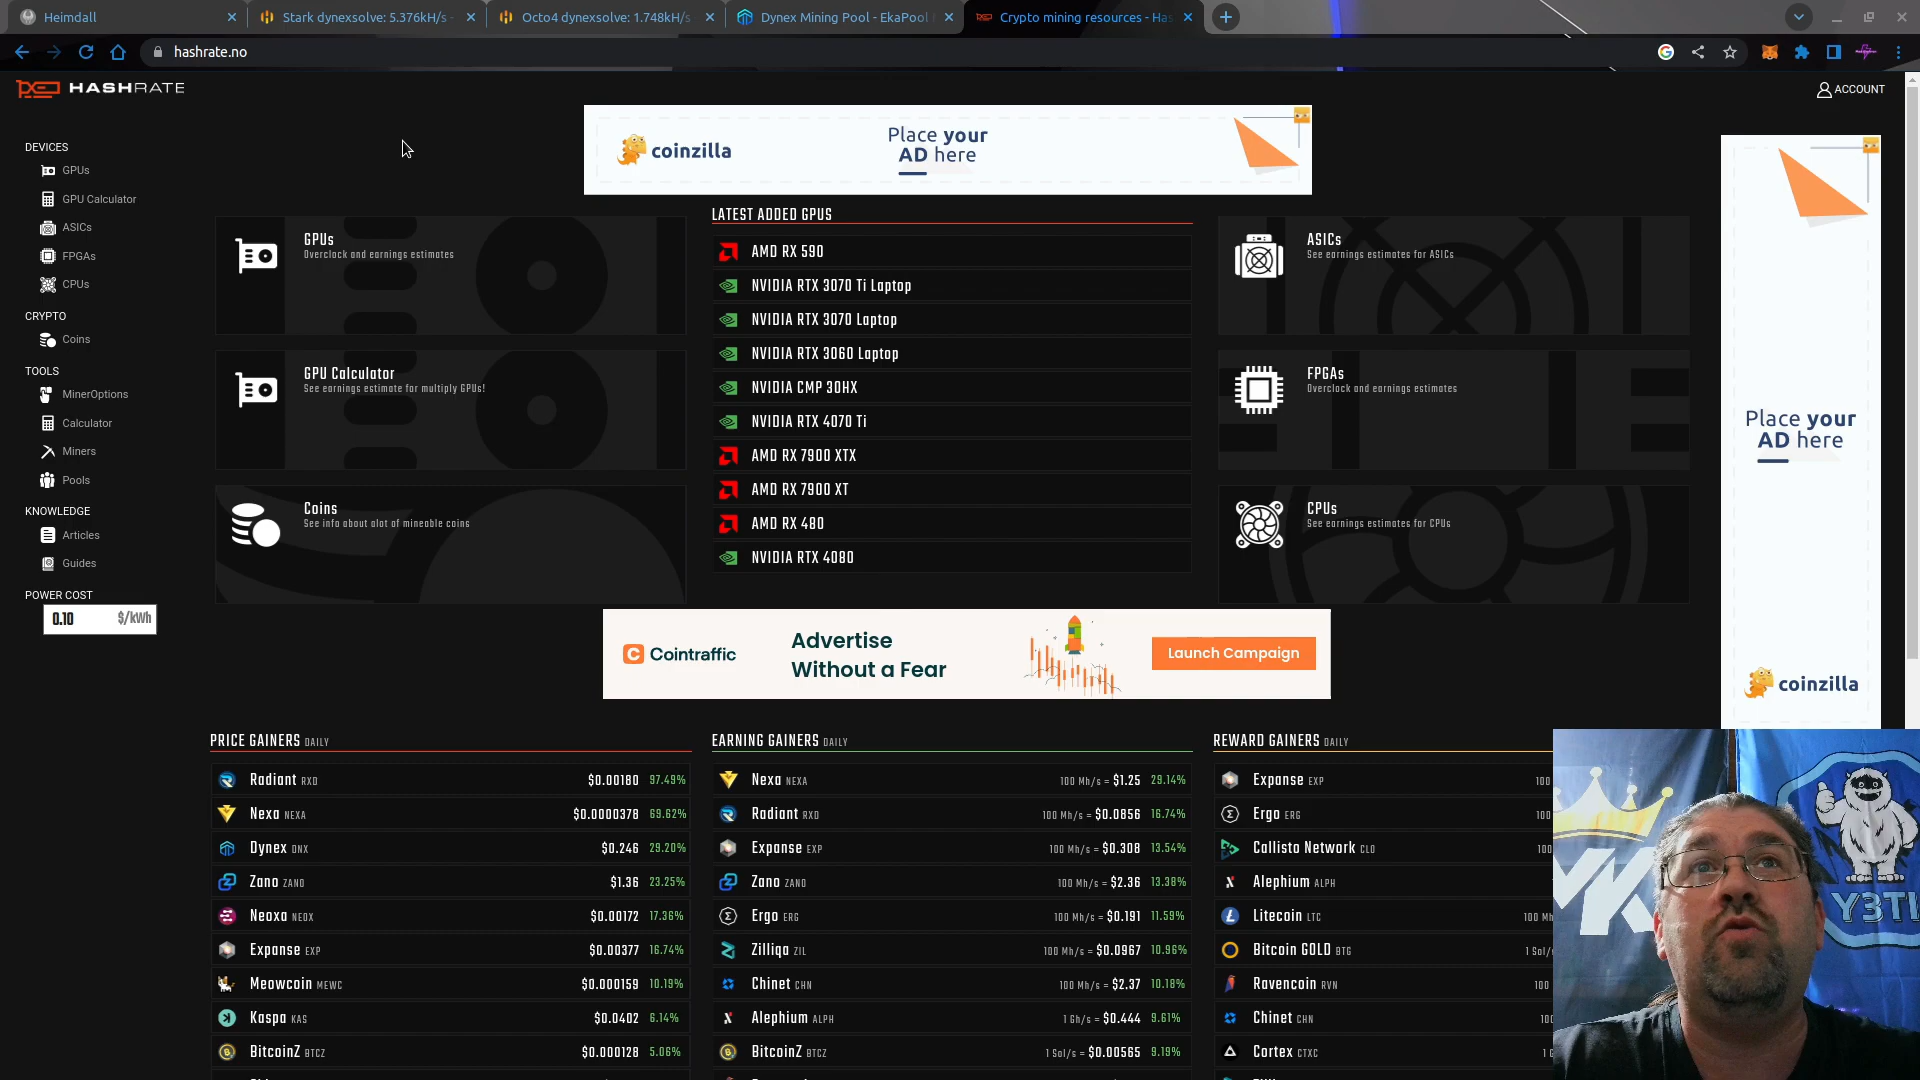 Heimdall
Stark dynexsolve: 5.376kH/s -
Octo4 dynexsolve: 1.748kH/s
Dynex Mining Pool - EkaPool
Crypto mining resources - Has
hashrate.no
HASHRATE
ACCOUNT
DEVICES
GPUs
GPU Calculator
ASICs
FPGAs
CPUs
CRYPTO
Coins
TOOLS
MinerOptions
Calculator
Miners
Pools
KNOWLEDGE
Articles
Guides
POWER COST
0.10 $/kWh
coinzilla
Place your
AD here
GPUs
Overclock and earnings estimates
GPU Calculator
See earnings estimate for multiply GPUs!
Coins
See info about alot of mineable coins
LATEST ADDED GPUS
AMD RX 590
NVIDIA RTX 3070 Ti Laptop
NVIDIA RTX 3070 Laptop
NVIDIA RTX 3060 Laptop
NVIDIA CMP 30HX
NVIDIA RTX 4070 Ti
AMD RX 7900 XTX
AMD RX 7900 XT
AMD RX 480
NVIDIA RTX 4080
ASICs
See earnings estimates for ASICs
FPGAs
Overclock and earnings estimates
CPUs
See earnings estimates for CPUs
Place your
AD here
coinzilla
Cointraffic
Advertise
Without a Fear
Launch Campaign
PRICE GAINERS DAILY
Radiant RXD $0.00180 97.49%
Nexa NEXA $0.0000378 69.62%
Dynex DNX $0.246 29.20%
Zano ZANO $1.36 23.25%
Neoxa NEOX $0.00172 17.36%
Expanse EXP $0.00377 16.74%
Meowcoin MEWC $0.000159 10.19%
Kaspa KAS $0.0402 6.14%
BitcoinZ BTCZ $0.000128 5.06%
EARNING GAINERS DAILY
Nexa NEXA 100 Mh/s = $1.25 29.14%
Radiant RXD 100 Mh/s = $0.0856 16.74%
Expanse EXP 100 Mh/s = $0.308 13.54%
Zano ZANO 100 Mh/s = $2.36 13.38%
Ergo ERG 100 Mh/s = $0.191 11.59%
Zilliqa ZIL 100 Mh/s = $0.0967 10.96%
Chinet CHN 100 Mh/s = $2.37 10.18%
Alephium ALPH 1 Gh/s = $0.444 9.61%
BitcoinZ BTCZ 1 Sol/s = $0.00565 9.19%
REWARD GAINERS DAILY
Expanse EXP 100
Ergo ERG 100
Callisto Network CLO 100
Alephium ALPH
Litecoin LTC 100 Mh
Bitcoin GOLD BTG 1 Sol/
Ravencoin RVN 100
Chinet CHN 100
Cortex CTXC 1 G
Y3TI